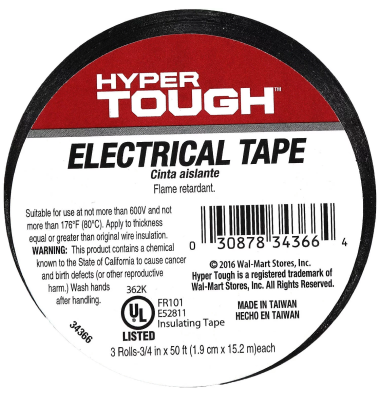 HYPER
TOUGH™
ELECTRICAL TAPE
Cinta aislante
Flame retardant.
Suitable for use at not more than 600V and not
more than 176°F (80°C). Apply to thickness
equal or greater than original wire insulation.
WARNING: This product contains a chemical
known to the State of California to cause cancer
and birth defects (or other reproductive
harm.) Wash hands
after handling.
34366
0 30878 34366 4
© 2016 Wal-Mart Stores, Inc.
Hyper Tough is a registered trademark of
Wal-Mart Stores, Inc. All Rights Reserved.
362K
UL
LISTED
FR101
E52811
Insulating Tape
MADE IN TAIWAN
HECHO EN TAIWAN
3 Rolls-3/4 in x 50 ft (1.9 cm x 15.2 m)each